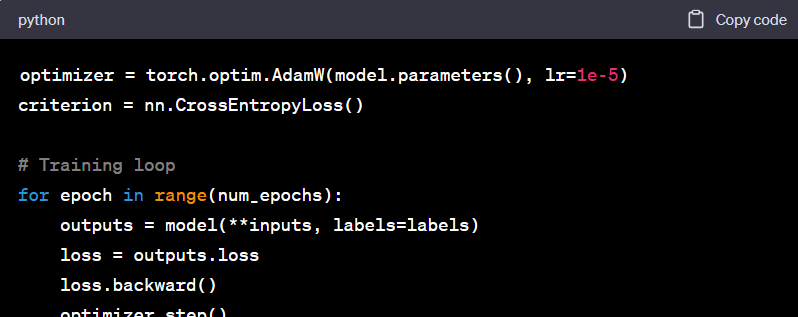 python Copy code
optimizer = torch.optim.AdamW(model.parameters(), lr=1e-5)
criterion = nn.CrossEntropyLoss()
# Training loop
for epoch in range(num_epochs):
    outputs = model(**inputs, labels=labels)
    loss = outputs.loss
    loss.backward()
    optimizer.step()